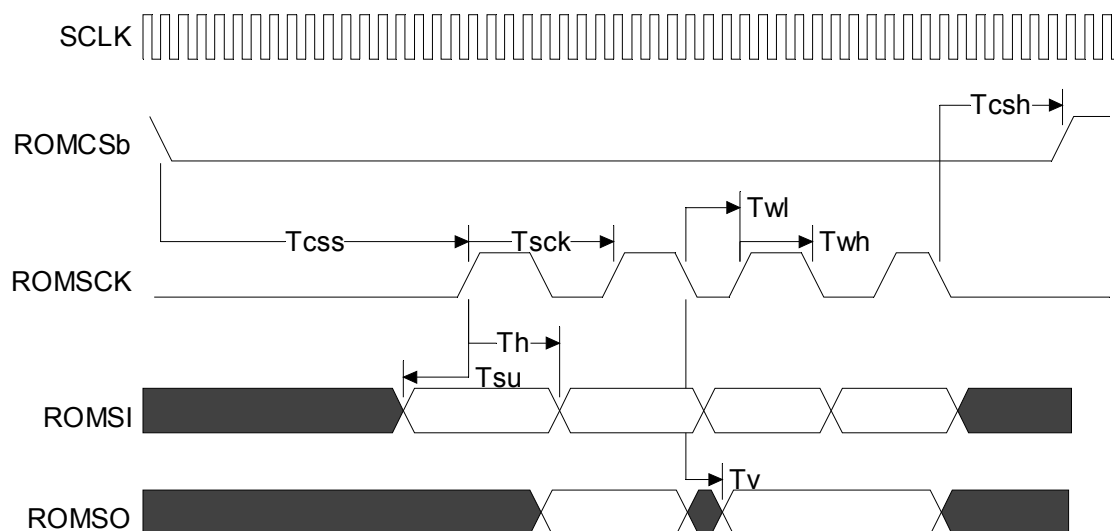 SCLK
Tcsh
ROMCSb
Twl
Tcss
Tsck
Twh
ROMSCK
Th
Tsu
ROMSI
Tv
ROMSO